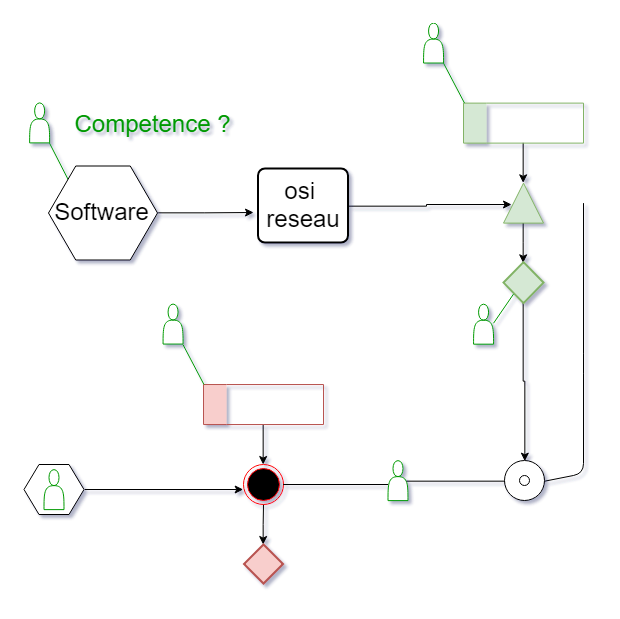 Competence ?
Software
osi
reseau